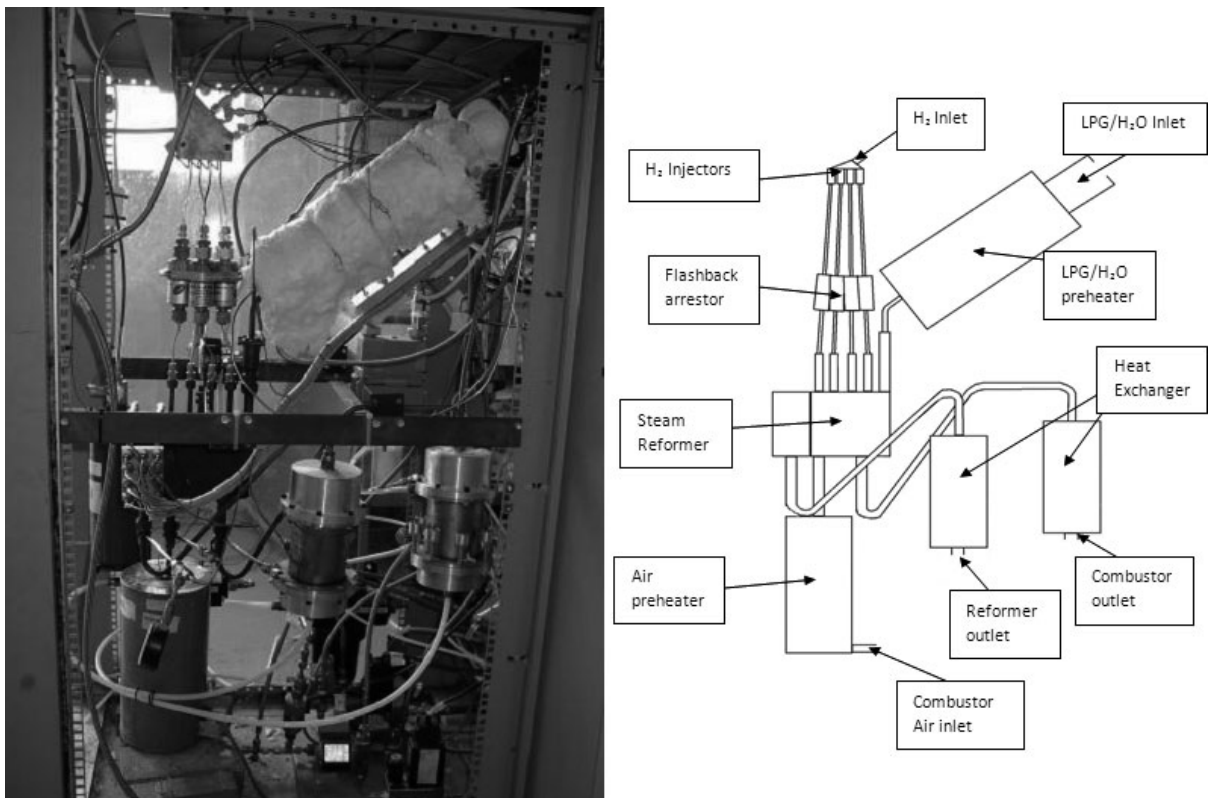 H₂ Inlet
LPG/H₂O Inlet
H₂ Injectors
Flashback
arrestor
LPG/H₂O
preheater
Heat
Exchanger
Steam
Reformer
Air
preheater
Combustor
outlet
Reformer
outlet
Combustor
Air inlet